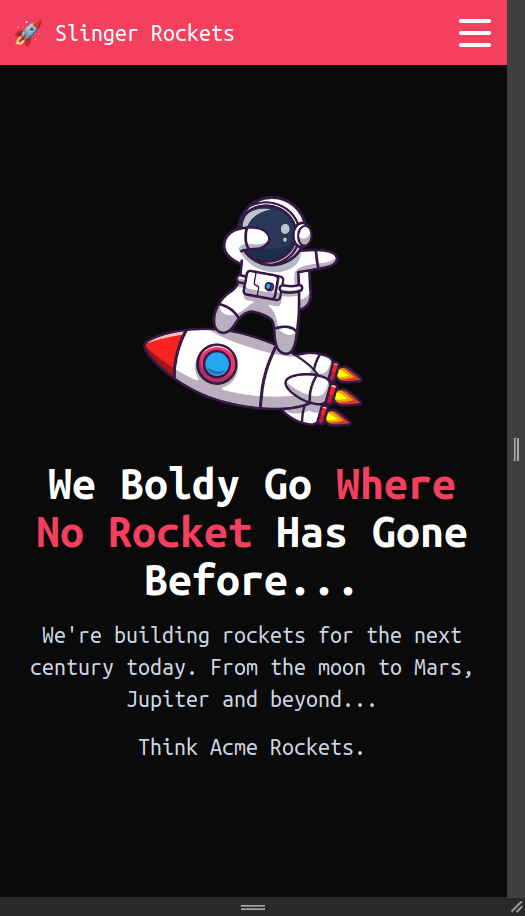 🚀 Slinger Rockets
We Boldy Go Where
No Rocket Has Gone
Before...
We're building rockets for the next
century today. From the moon to Mars,
Jupiter and beyond...
Think Acme Rockets.